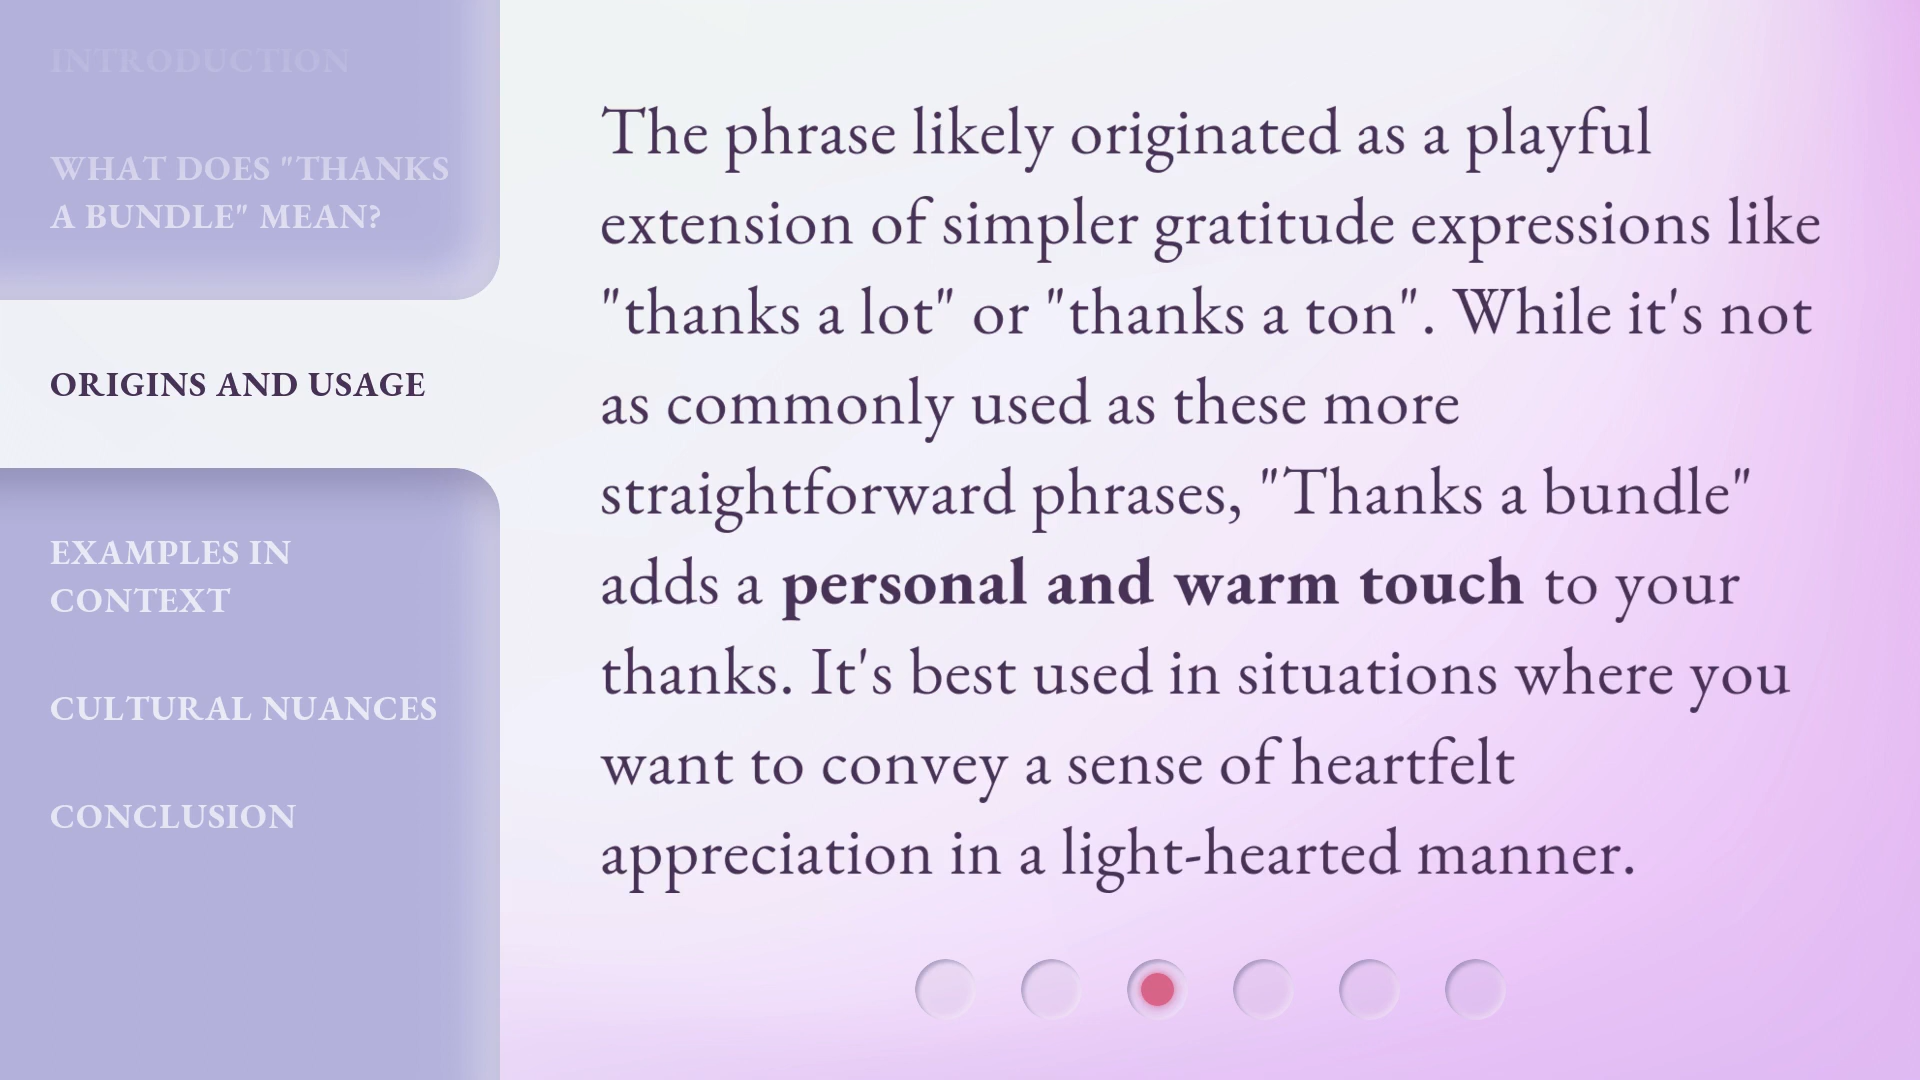 INTRODUCTION
WHAT DOES "THANKS
A BUNDLE" MEAN?
ORIGINS AND USAGE
EXAMPLES IN
CONTEXT
CULTURAL NUANCES
CONCLUSION
The phrase likely originated as a playful
extension of simpler gratitude expressions like
"thanks a lot" or "thanks a ton". While it's not
as commonly used as these more
straightforward phrases, "Thanks a bundle"
adds a personal and warm touch to your
thanks. It's best used in situations where you
want to convey a sense of heartfelt
appreciation in a light-hearted manner.